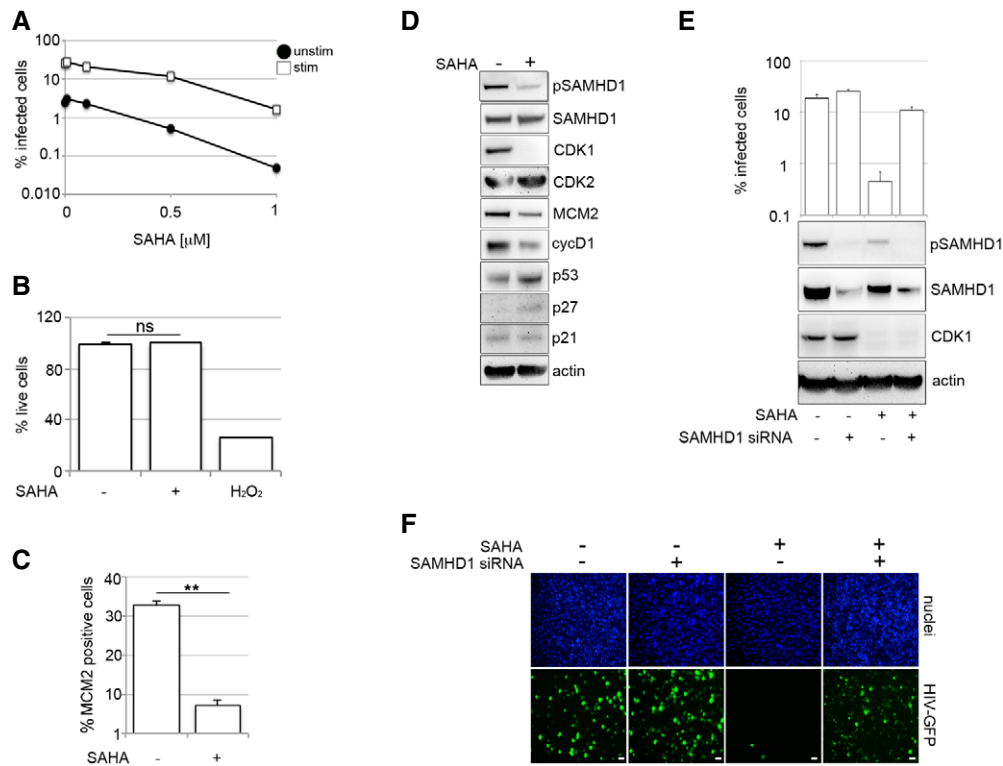 A
100
10
1
0.1
0.010
% infected cells
0
0.5
1
SAHA [µM]
unstim
stim
B
120
80
40
0
% live cells
ns
SAHA
-
+
H₂O₂
C
40
30
20
10
1
% MCM2 positive cells
**
SAHA
-
+
D
SAHA - +
pSAMHD1
SAMHD1
CDK1
CDK2
MCM2
cycD1
p53
p27
p21
actin
E
100
10
1
0.1
% infected cells
pSAMHD1
SAMHD1
CDK1
actin
SAHA - - + +
SAMHD1 siRNA - + - +
F
SAHA - - + +
SAMHD1 siRNA - + - +
nuclei
HIV-GFP